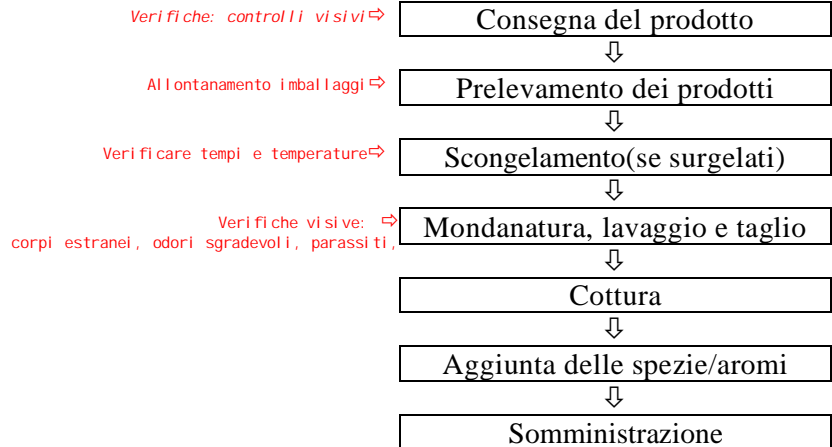 Verifiche: controlli visivi⇨ Consegna del prodotto
⇩
Allontanamento imballaggi⇨ Prelevamento dei prodotti
⇩
Verificare tempi e temperature⇨ Scongelamento(se surgelati)
⇩
Verifiche visive: ⇨ Mondanatura, lavaggio e taglio
corpi estranei, odori sgradevoli, parassiti,
⇩
Cottura
⇩
Aggiunta delle spezie/aromi
⇩
Somministrazione